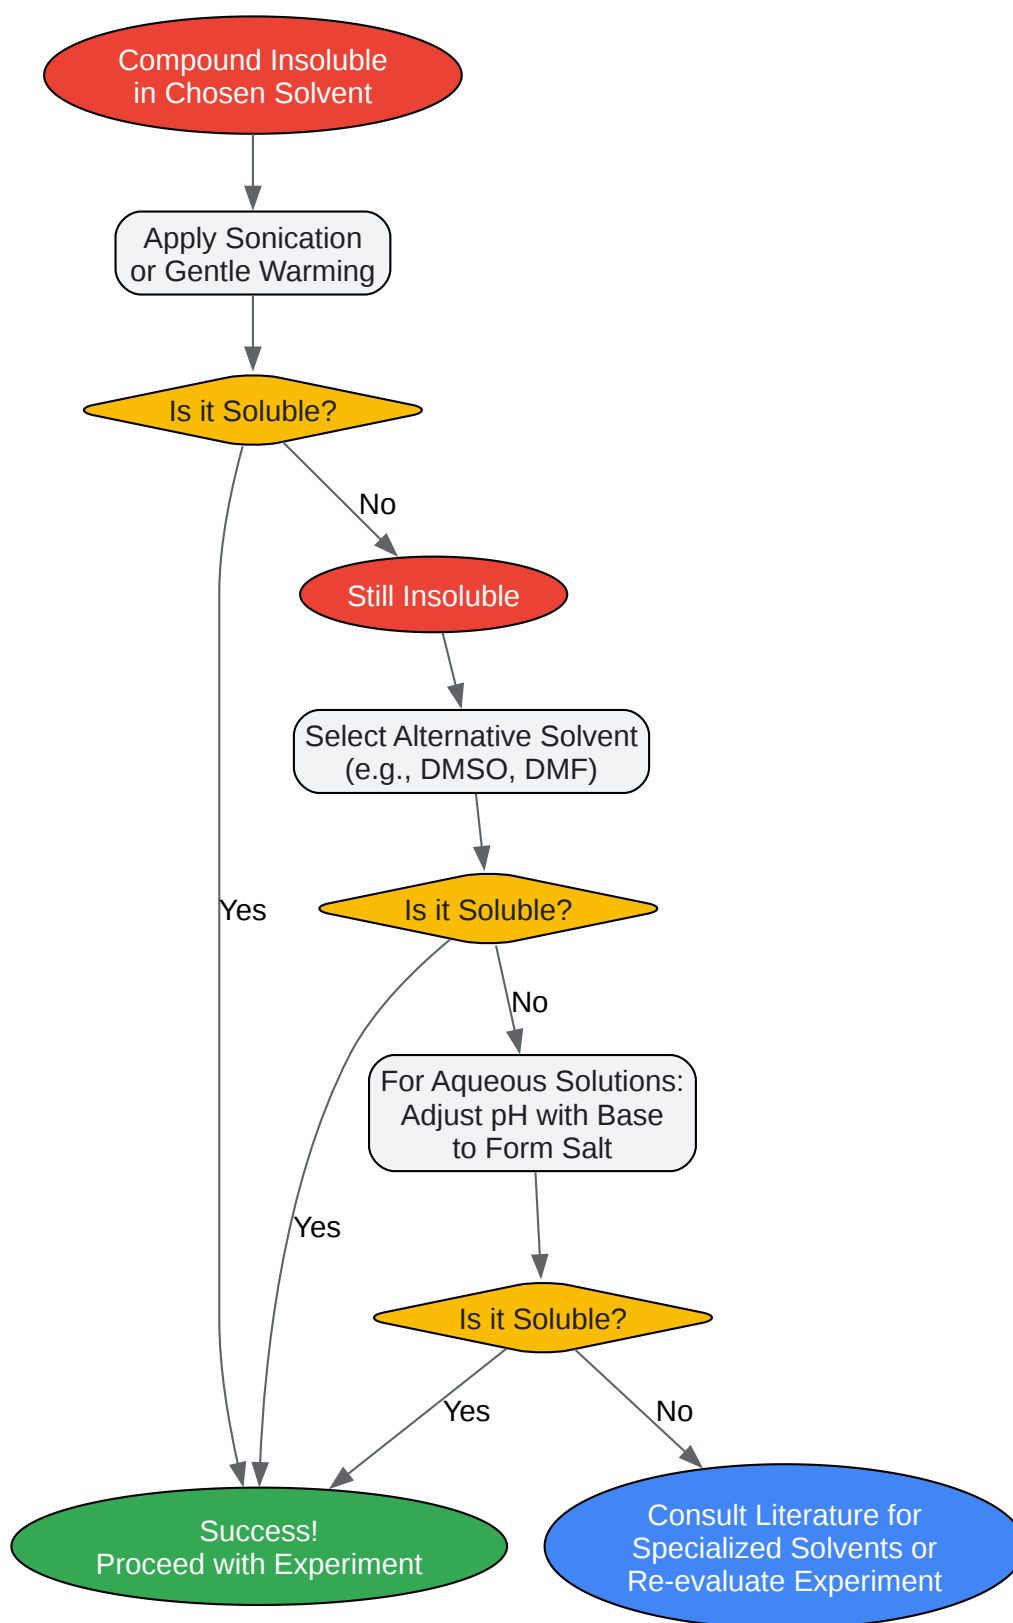 Compound Insoluble
in Chosen Solvent
Apply Sonication
or Gentle Warming
Is it Soluble?
No
Still Insoluble
Select Alternative Solvent
(e.g., DMSO, DMF)
Yes
Is it Soluble?
No
For Aqueous Solutions:
Adjust pH with Base
to Form Salt
Yes
Is it Soluble?
Yes
No
Success!
Proceed with Experiment
Consult Literature for
Specialized Solvents or
Re-evaluate Experiment